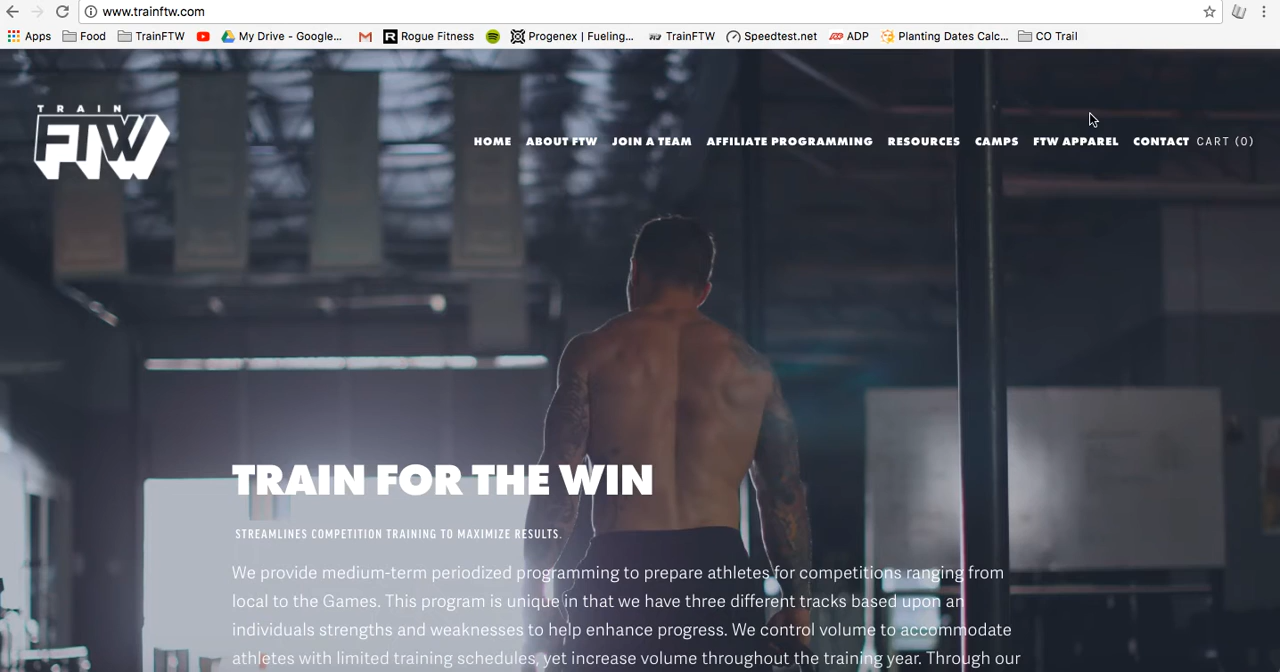 www.trainftw.com
Apps Food TrainFTW My Drive - Google... Rogue Fitness Progenex | Fueling... TrainFTW Speedtest.net ADP Planting Dates Calc... CO Trail
TRAIN
FTW
HOME ABOUT FTW JOIN A TEAM AFFILIATE PROGRAMMING RESOURCES CAMPS FTW APPAREL CONTACT CART (0)
TRAIN FOR THE WIN
STREAMLINES COMPETITION TRAINING TO MAXIMIZE RESULTS.
We provide medium-term periodized programming to prepare athletes for competitions ranging from
local to the Games. This program is unique in that we have three different tracks based upon an
individuals strengths and weaknesses to help enhance progress. We control volume to accommodate
athletes with limited training schedules, yet increase volume throughout the training year. Through our